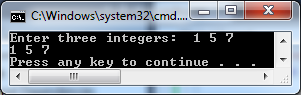 C:\Windows\system32\cmd....
Enter three integers:  1 5 7
1 5 7
Press any key to continue . . .